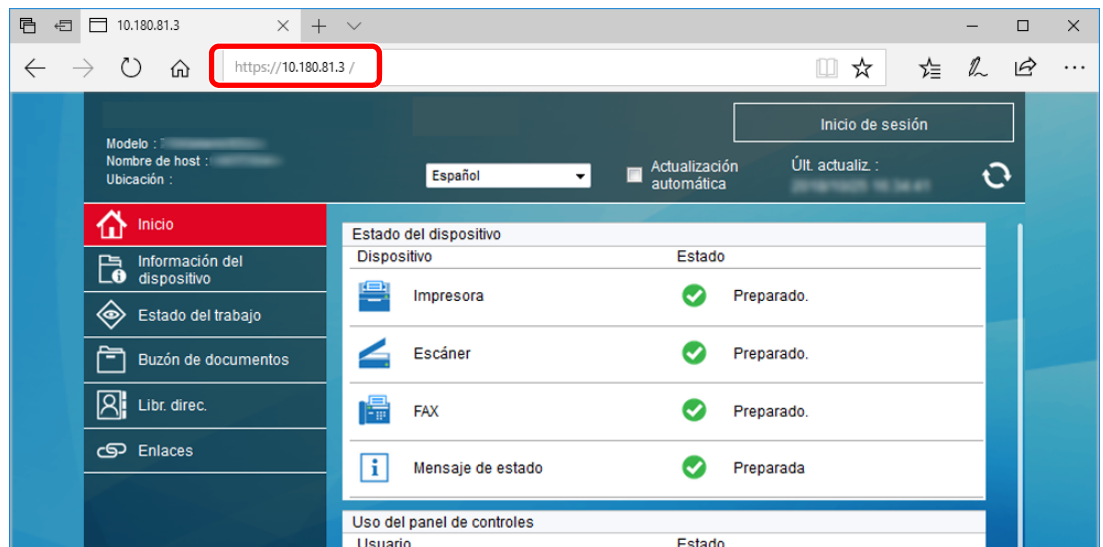 10.180.81.3
https://10.180.81.3 /
Inicio de sesión
Modelo :
Nombre de host :
Ubicación :
Español
Actualización
automática
Últ. actualiz. :
Inicio
Información del
dispositivo
Estado del trabajo
Buzón de documentos
Libr. direc.
Enlaces
Estado del dispositivo
Dispositivo Estado
Impresora Preparado.
Escáner Preparado.
FAX Preparado.
Mensaje de estado Preparada
Uso del panel de controles
Usuario Estado